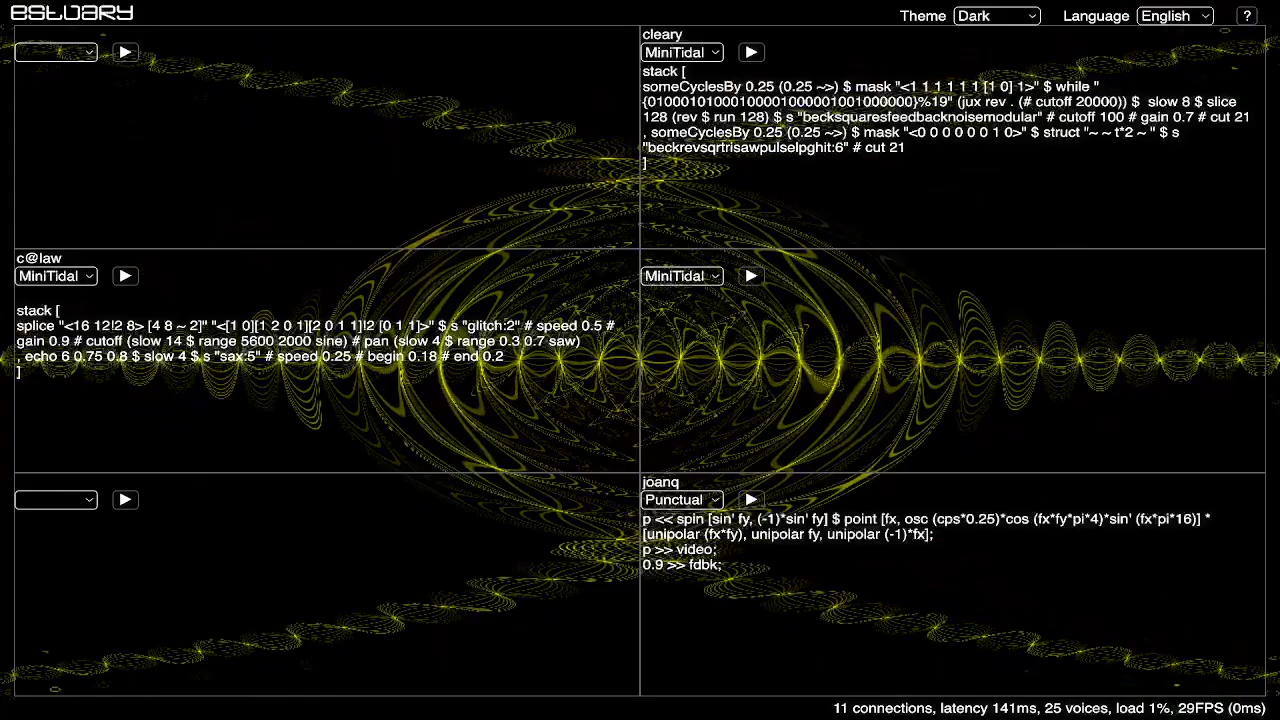 estuary
Theme Dark Language English ?
cleary
MiniTidal
stack [
someCyclesBy 0.25 (0.25 ~>) $ mask "<1 1 1 1 1 1 [1 0] 1>" $ while "
{0100010100010000100000100100000​0}%19" (jux rev . (# cutoff 20000)) $ slow 8 $ slice
128 (rev $ run 128) $ s "becksquaresfeedbacknoisemodular" # cutoff 100 # gain 0.7 # cut 21
, someCyclesBy 0.25 (0.25 ~>) $ mask "<0 0 0 0 0 0 1 0>" $ struct "~ ~ t*2 ~ " $ s
"beckrevsqrtrisawpulselpghit:6" # cut 21
]
c@law
MiniTidal
stack [
splice "<16 12!2 8> [4 8 ~ 2]" "<[1 0][1 2 0 1][2 0 1 1]!2 [0 1 1]>" $ s "glitch:2" # speed 0.5 #
gain 0.9 # cutoff (slow 14 $ range 5600 2000 sine) # pan (slow 4 $ range 0.3 0.7 saw)
, echo 6 0.75 0.8 $ slow 4 $ s "sax:5" # speed 0.25 # begin 0.18 # end 0.2
]
MiniTidal
joanq
Punctual
p << spin [sin' fy, (-1)*sin' fy] $ point [fx, osc (cps*0.25)*cos (fx*fy*pi*4)*sin' (fx*pi*16)] *
[unipolar (fx*fy), unipolar fy, unipolar (-1)*fx];
p >> video;
0.9 >> fdbk;
11 connections, latency 141ms, 25 voices, load 1%, 29FPS (0ms)